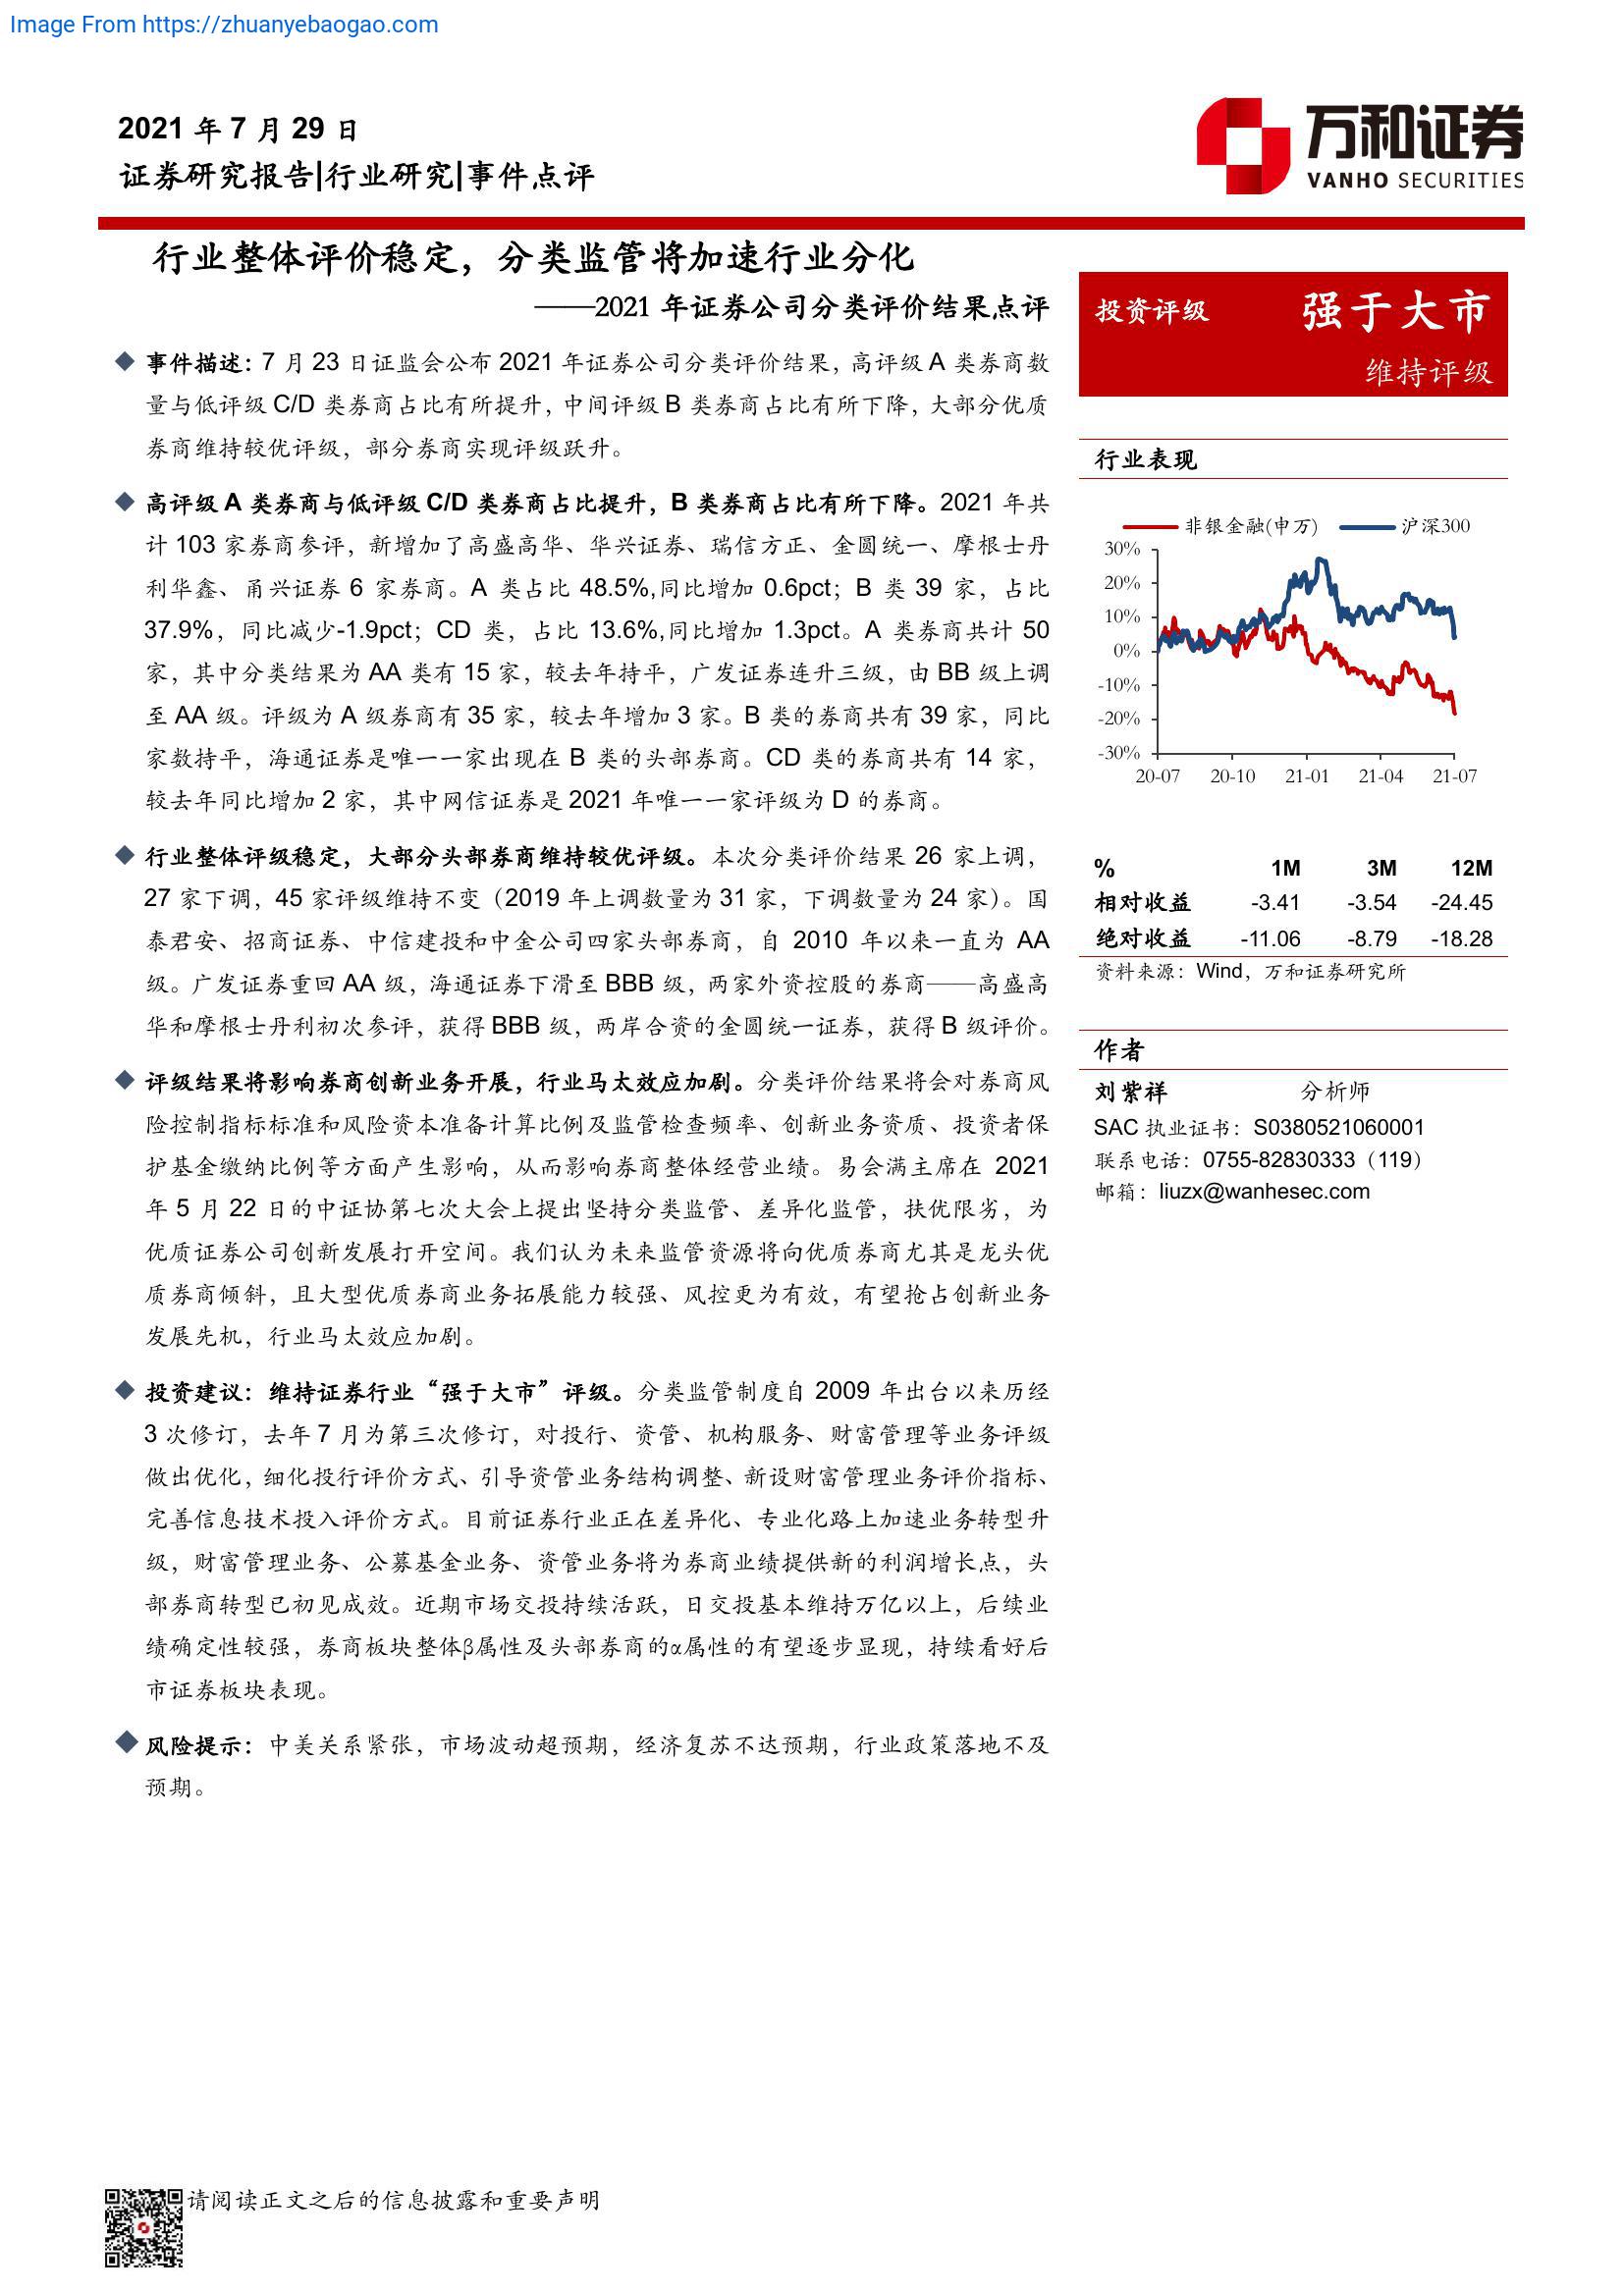 Image From https://zhuanyebaogao.com
2021 年 7 月 29 日
证券研究报告|行业研究|事件点评
万和证券
VANHO SECURITIES
行业整体评价稳定，分类监管将加速行业分化
——2021 年证券公司分类评价结果点评
◆ 事件描述：7 月 23 日证监会公布 2021 年证券公司分类评价结果，高评级 A 类券商数
量与低评级 C/D 类券商占比有所提升，中间评级 B 类券商占比有所下降，大部分优质
券商维持较优评级，部分券商实现评级跃升。
◆ 高评级 A 类券商与低评级 C/D 类券商占比提升，B 类券商占比有所下降。2021 年共
计 103 家券商参评，新增加了高盛高华、华兴证券、瑞信方正、金圆统一、摩根士丹
利华鑫、甬兴证券 6 家券商。A 类占比 48.5%,同比增加 0.6pct；B 类 39 家，占比
37.9%，同比减少-1.9pct；CD 类，占比 13.6%,同比增加 1.3pct。A 类券商共计 50
家，其中分类结果为 AA 类有 15 家，较去年持平，广发证券连升三级，由 BB 级上调
至 AA 级。评级为 A 级券商有 35 家，较去年增加 3 家。B 类的券商共有 39 家，同比
家数持平，海通证券是唯一一家出现在 B 类的头部券商。CD 类的券商共有 14 家，
较去年同比增加 2 家，其中网信证券是 2021 年唯一一家评级为 D 的券商。
◆ 行业整体评级稳定，大部分头部券商维持较优评级。本次分类评价结果 26 家上调，
27 家下调，45 家评级维持不变（2019 年上调数量为 31 家，下调数量为 24 家）。国
泰君安、招商证券、中信建投和中金公司四家头部券商，自 2010 年以来一直为 AA
级。广发证券重回 AA 级，海通证券下滑至 BBB 级，两家外资控股的券商——高盛高
华和摩根士丹利初次参评，获得 BBB 级，两岸合资的金圆统一证券，获得 B 级评价。
◆ 评级结果将影响券商创新业务开展，行业马太效应加剧。分类评价结果将会对券商风
险控制指标标准和风险资本准备计算比例及监管检查频率、创新业务资质、投资者保
护基金缴纳比例等方面产生影响，从而影响券商整体经营业绩。易会满主席在 2021
年 5 月 22 日的中证协第七次大会上提出坚持分类监管、差异化监管，扶优限劣，为
优质证券公司创新发展打开空间。我们认为未来监管资源将向优质券商尤其是龙头优
质券商倾斜，且大型优质券商业务拓展能力较强、风控更为有效，有望抢占创新业务
发展先机，行业马太效应加剧。
◆ 投资建议：维持证券行业“强于大市”评级。分类监管制度自 2009 年出台以来历经
3 次修订，去年 7 月为第三次修订，对投行、资管、机构服务、财富管理等业务评级
做出优化，细化投行评价方式、引导资管业务结构调整、新设财富管理业务评价指标、
完善信息技术投入评价方式。目前证券行业正在差异化、专业化路上加速业务转型升
级，财富管理业务、公募基金业务、资管业务将为券商业绩提供新的利润增长点，头
部券商转型已初见成效。近期市场交投持续活跃，日交投基本维持万亿以上，后续业
绩确定性较强，券商板块整体β属性及头部券商的α属性的有望逐步显现，持续看好后
市证券板块表现。
◆ 风险提示：中美关系紧张，市场波动超预期，经济复苏不达预期，行业政策落地不及
预期。
投资评级 强于大市
维持评级
行业表现
非银金融(申万) 沪深300
30%
20%
10%
0%
-10%
-20%
-30%
20-07 20-10 21-01 21-04 21-07
% 1M 3M 12M
相对收益 -3.41 -3.54 -24.45
绝对收益 -11.06 -8.79 -18.28
资料来源：Wind，万和证券研究所
作者
刘紫祥 分析师
SAC 执业证书：S0380521060001
联系电话：0755-82830333（119）
邮箱：liuzx@wanhesec.com
请阅读正文之后的信息披露和重要声明